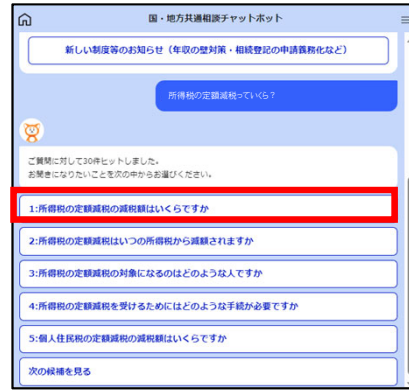 国・地方共通相談チャットボット
新しい制度等のお知らせ（年収の壁対策・相続登記の申請義務化など）
所得税の定額減税っていくら？
ご質問に対して30件ヒットしました。
お聞きになりたいことを次の中からお選びください。
1:所得税の定額減税の減税額はいくらですか
2:所得税の定額減税はいつの所得税から減額されますか
3:所得税の定額減税の対象になるのはどのような人ですか
4:所得税の定額減税を受けるためにはどのような手続が必要ですか
5:個人住民税の定額減税の減税額はいくらですか
次の候補を見る